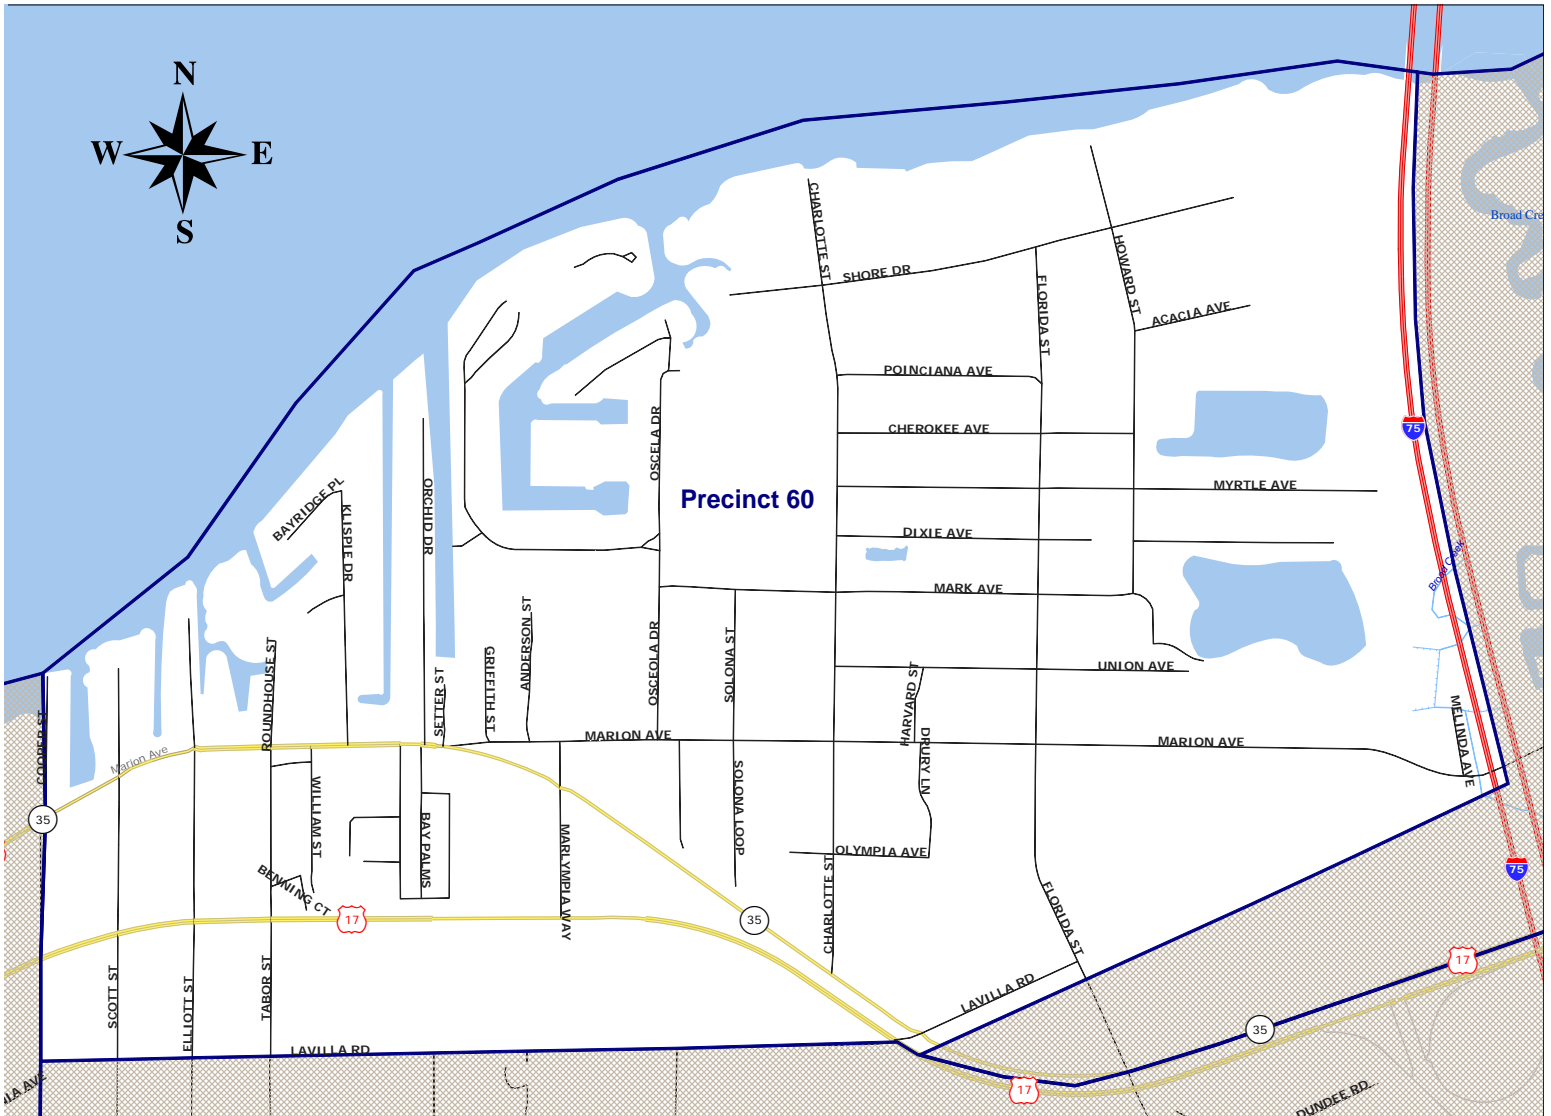 N
W
E
S
Broad Cre
CHARLOTTE ST
SHORE DR
HOWARD ST
FLORIDA ST
ACACIA AVE
POINCIANA AVE
CHEROKEE AVE
75
OSCELA DR
ORCHID DR
BAYRIDGE PL
KLISPIE DR
Precinct 60
MYRTLE AVE
DIXIE AVE
Broad Creek
MARK AVE
ANDERSON ST
GRIFFITH ST
SETTER ST
OSCEOLA DR
SOLONA ST
UNION AVE
HARVARD ST
ROUNDHOUSE ST
COOPER ST
Marion Ave
MARION AVE
MARION AVE
MELINDA AVE
DRURY LN
SOLONA LOOP
WILLIAM ST
BAY PALMS
MARLYMPIA WAY
35
OLYMPIA AVE
CHARLOTTE ST
BENNING CT
17
35
75
FLORIDA ST
17
SCOTT ST
ELLIOTT ST
TABOR ST
LAVILLA RD
LAVILLA RD
35
17
IA AVE
DUNDEE RD